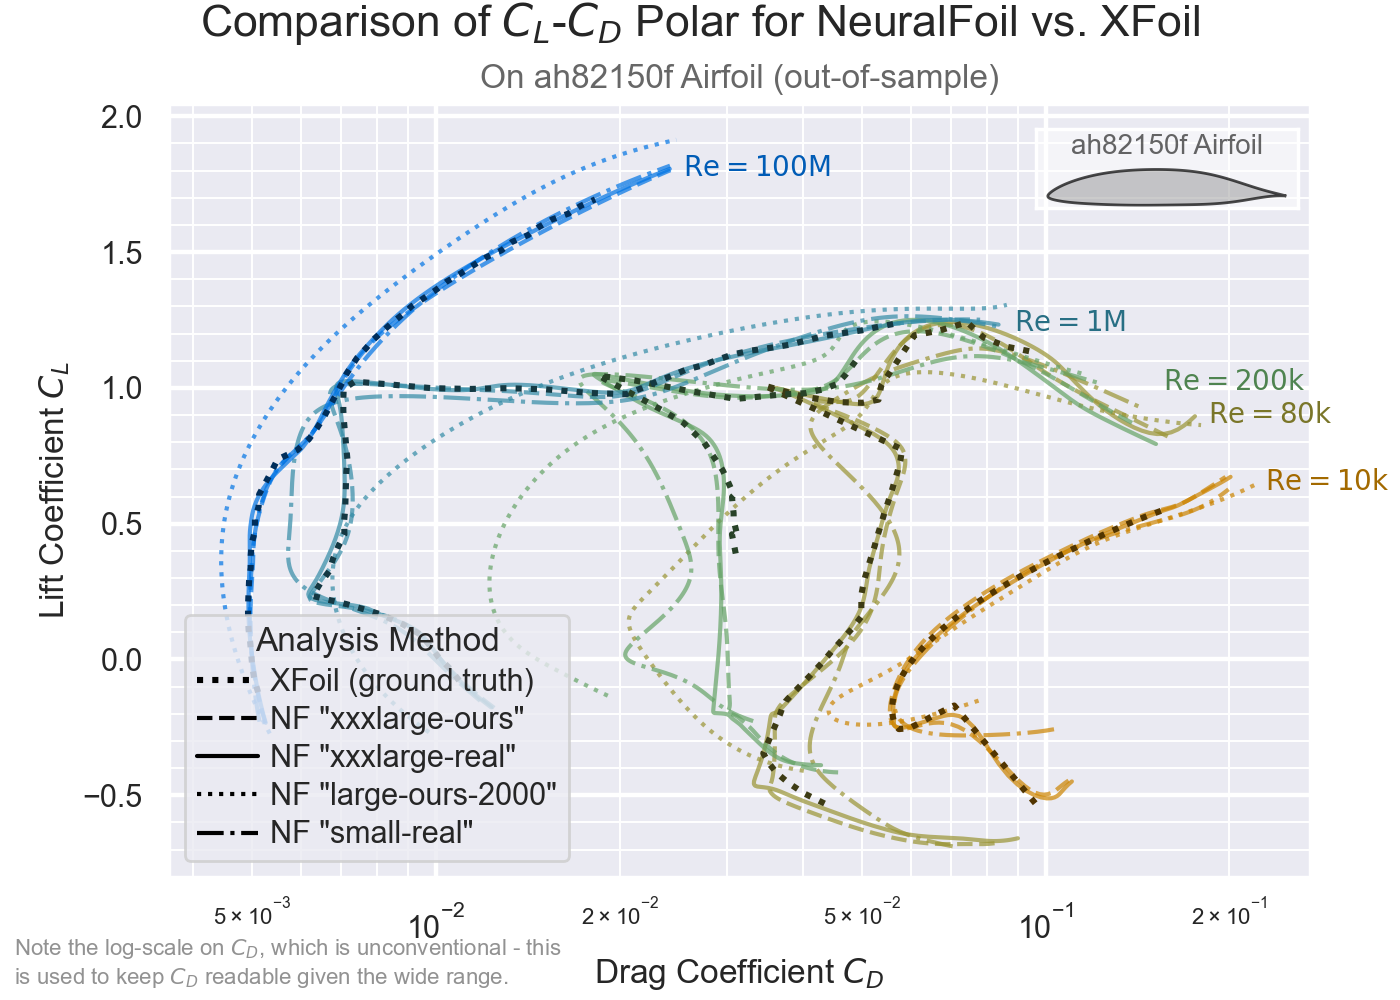 Comparison of C_L-C_D Polar for NeuralFoil vs. XFoil
On ah82150f Airfoil (out-of-sample)
2.0
1.5
1.0
0.5
0.0
−0.5
Lift Coefficient C_L
ah82150f Airfoil
Re = 100M
Re = 1M
Re = 200k
Re = 80k
Re = 10k
Analysis Method
XFoil (ground truth)
NF "xxxlarge-ours"
NF "xxxlarge-real"
NF "large-ours-2000"
NF "small-real"
5 × 10⁻³
10⁻²
2 × 10⁻²
5 × 10⁻²
10⁻¹
2 × 10⁻¹
Drag Coefficient C_D
Note the log-scale on C_D, which is unconventional - this
is used to keep C_D readable given the wide range.